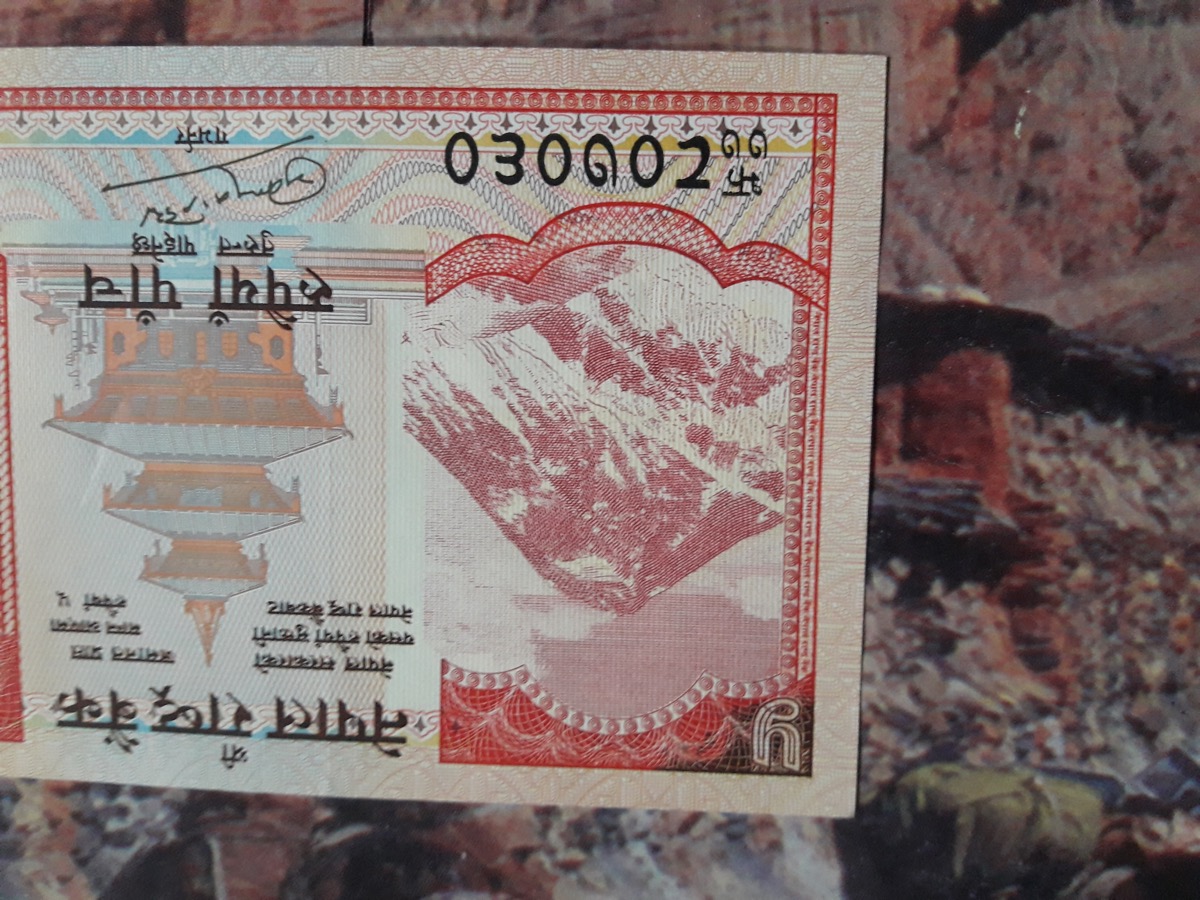 ५
श्री
नेपाल राष्ट्र बैंक
नेपाल सरकारको जमानत प्राप्त
यसको रुपैयाँ भुक्तानी माग्न आएमा
नेपाल राष्ट्र बैंकबाट रुपैयाँ ५
रुपैयाँ पाँच
तुरुन्त पाइनेछ
झ
७७ ८०७०६०
गभर्नर